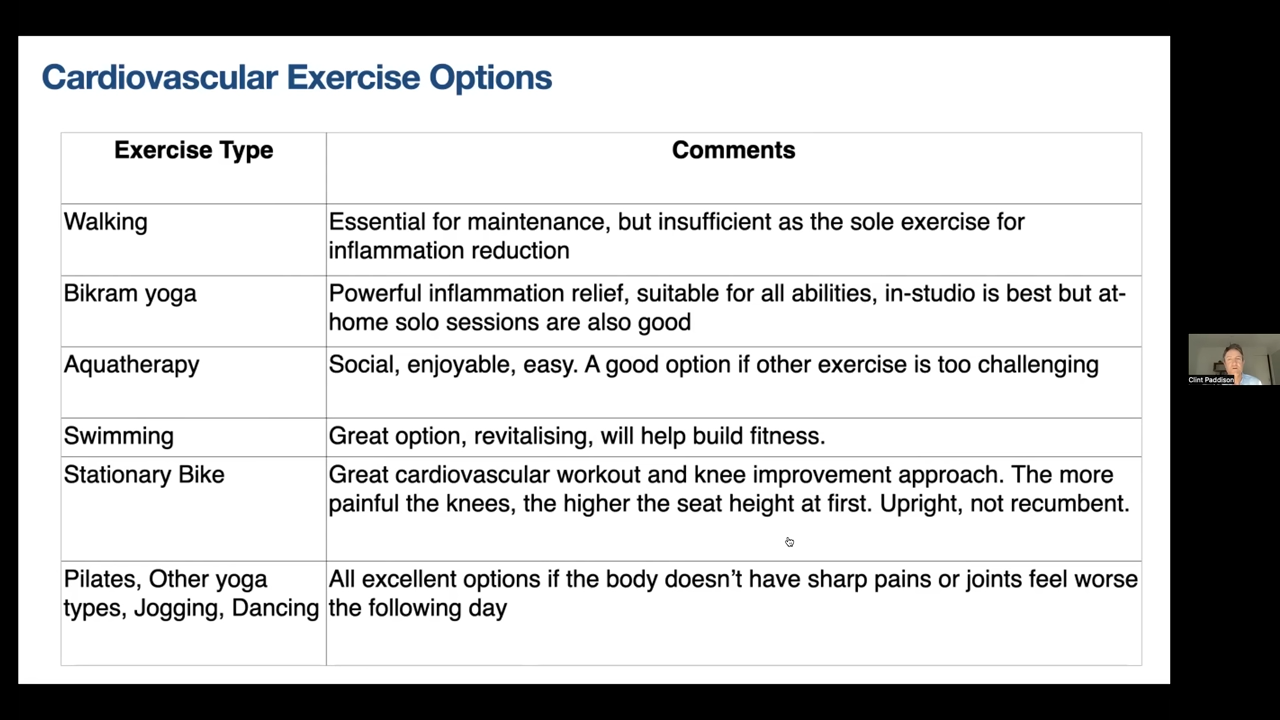 Cardiovascular Exercise Options
Exercise Type
Comments
Walking
Essential for maintenance, but insufficient as the sole exercise for
inflammation reduction
Bikram yoga
Powerful inflammation relief, suitable for all abilities, in-studio is best but at-
home solo sessions are also good
Aquatherapy
Social, enjoyable, easy. A good option if other exercise is too challenging
Swimming
Great option, revitalising, will help build fitness.
Stationary Bike
Great cardiovascular workout and knee improvement approach. The more
painful the knees, the higher the seat height at first. Upright, not recumbent.
Pilates, Other yoga
types, Jogging, Dancing
All excellent options if the body doesn’t have sharp pains or joints feel worse
the following day
Clint Paddison